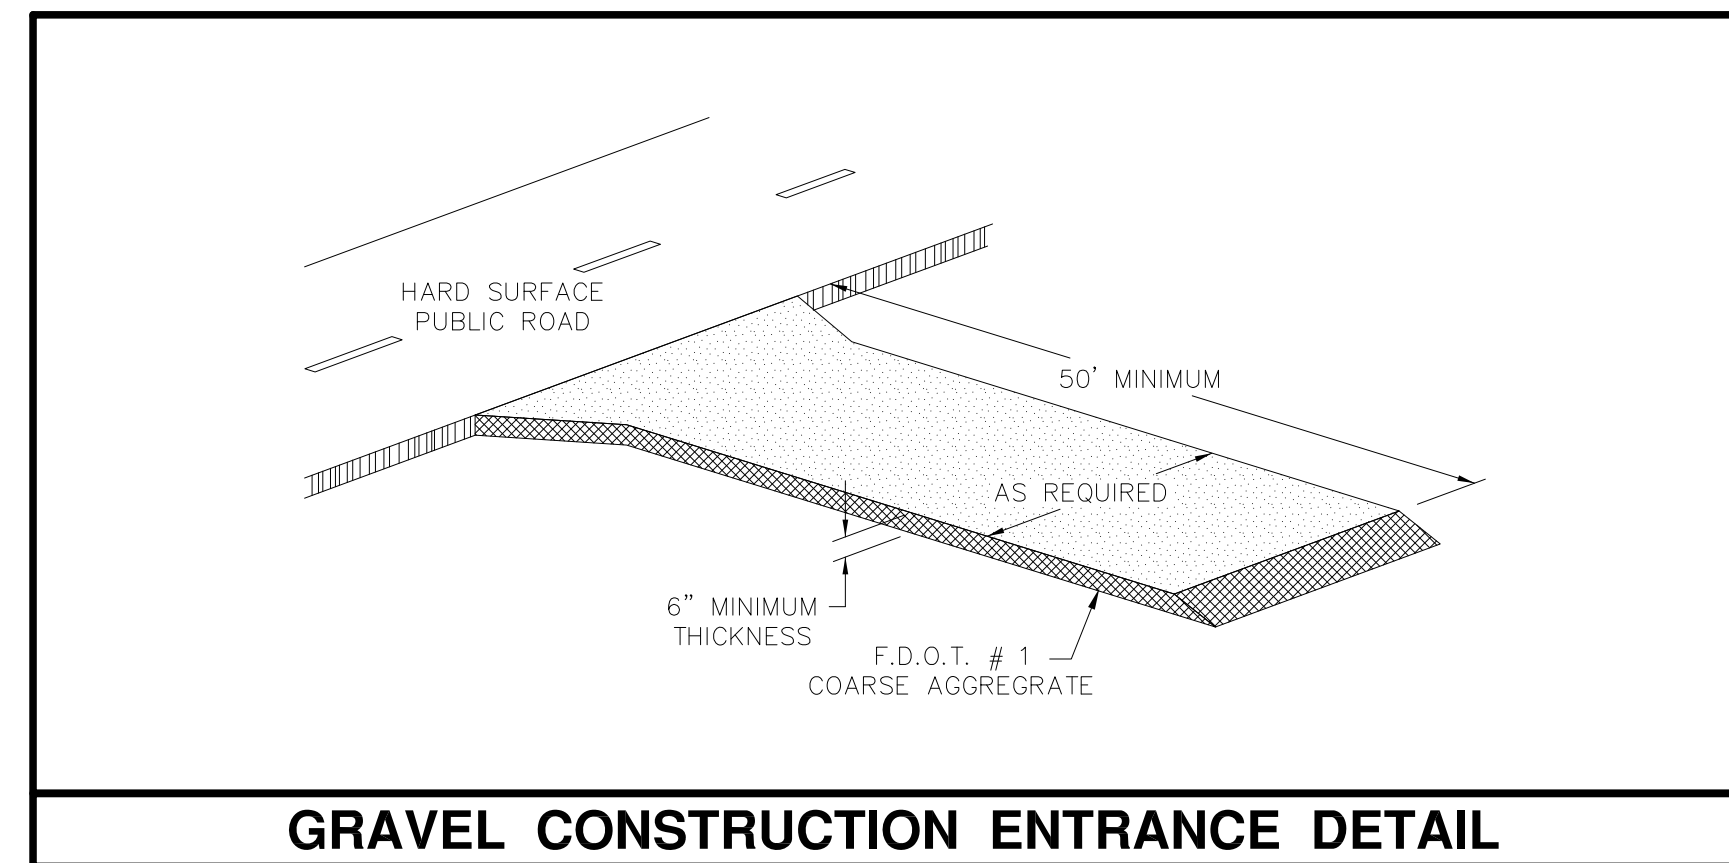 HARD SURFACE
PUBLIC ROAD
50' MINIMUM
AS REQUIRED
6" MINIMUM
THICKNESS
F.D.O.T. # 1
COARSE AGGREGRATE
GRAVEL CONSTRUCTION ENTRANCE DETAIL